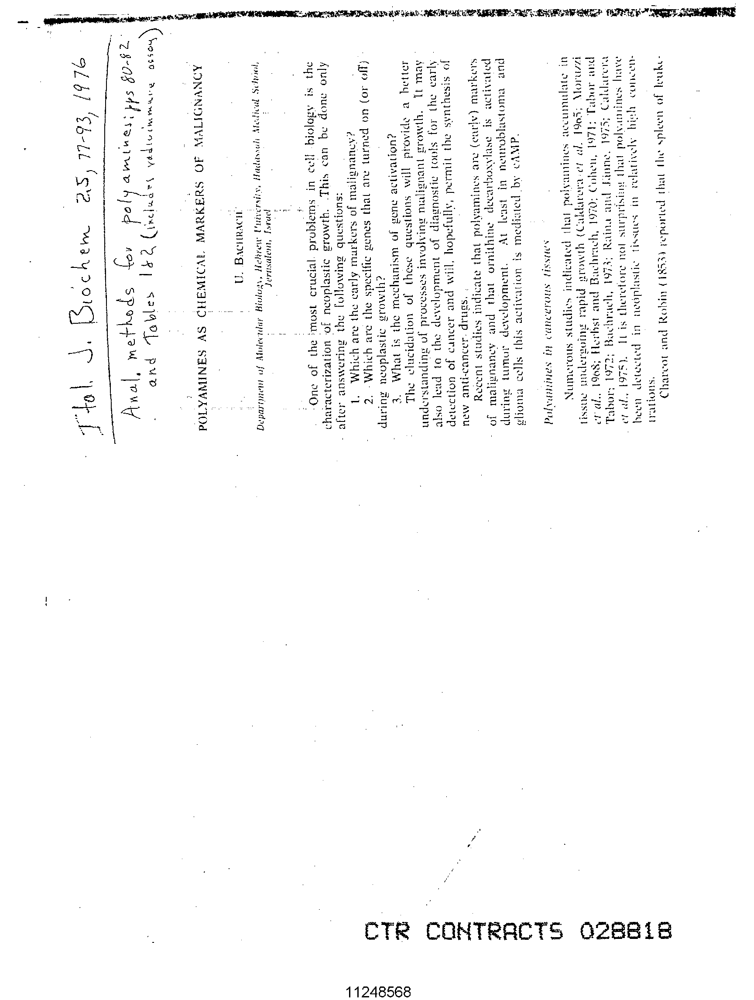 Ital. J. Biochem 25, 77-93, 1976
Anal. methods for polyamines; pps 80-82
and Tables 1&2 (includes radioimmune assay)
POLYAMINES AS CHEMICAL MARKERS OF MALIGNANCY
U. BACHRACH
Department of Molecular Biology, Hebrew University, Hadassah Medical School,
Jerusalem, Israel
One of the most crucial problems in cell biology is the
characterization of neoplastic growth. This can be done only
after answering the following questions:
1. Which are the early markers of malignancy?
2. Which are the specific genes that are turned on (or off)
during neoplastic growth?
3. What is the mechanism of gene activation?
The elucidation of these questions will provide a better
understanding of processes involving malignant growth. It may
also lead to the development of diagnostic tools for the early
detection of cancer and will, hopefully, permit the synthesis of
new anti-cancer drugs.
Recent studies indicate that polyamines are (early) markers
of malignancy and that ornithine decarboxylase is activated
during tumor development. At least in neuroblastoma and
glioma cells this activation is mediated by cAMP.
Polyamines in cancerous tissues
Numerous studies indicated that polyamines accumulate in
tissue undergoing rapid growth (Caldarera et al. 1965; Moruzzi
et al., 1968; Herbst and Bachrach, 1970; Cohen, 1971; Tabor and
Tabor, 1972; Bachrach, 1973; Raina and Jänne, 1975; Caldarera
et al., 1975). It is therefore not surprising that polyamines have
been detected in neoplastic tissues in relatively high concen-
trations.
Charcot and Robin (1853) reported that the spleen of leuke-
CTR CONTRACTS 028818
11248568